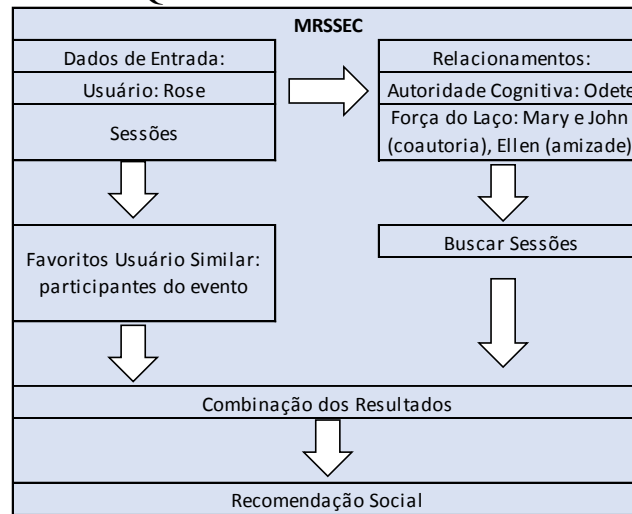 MRSSEC
Dados de Entrada:
Usuário: Rose
Sessões
Relacionamentos:
Autoridade Cognitiva: Odete
Força do Laço: Mary e John
(coautoria), Ellen (amizade)
Favoritos Usuário Similar:
participantes do evento
Buscar Sessões
Combinação dos Resultados
Recomendação Social